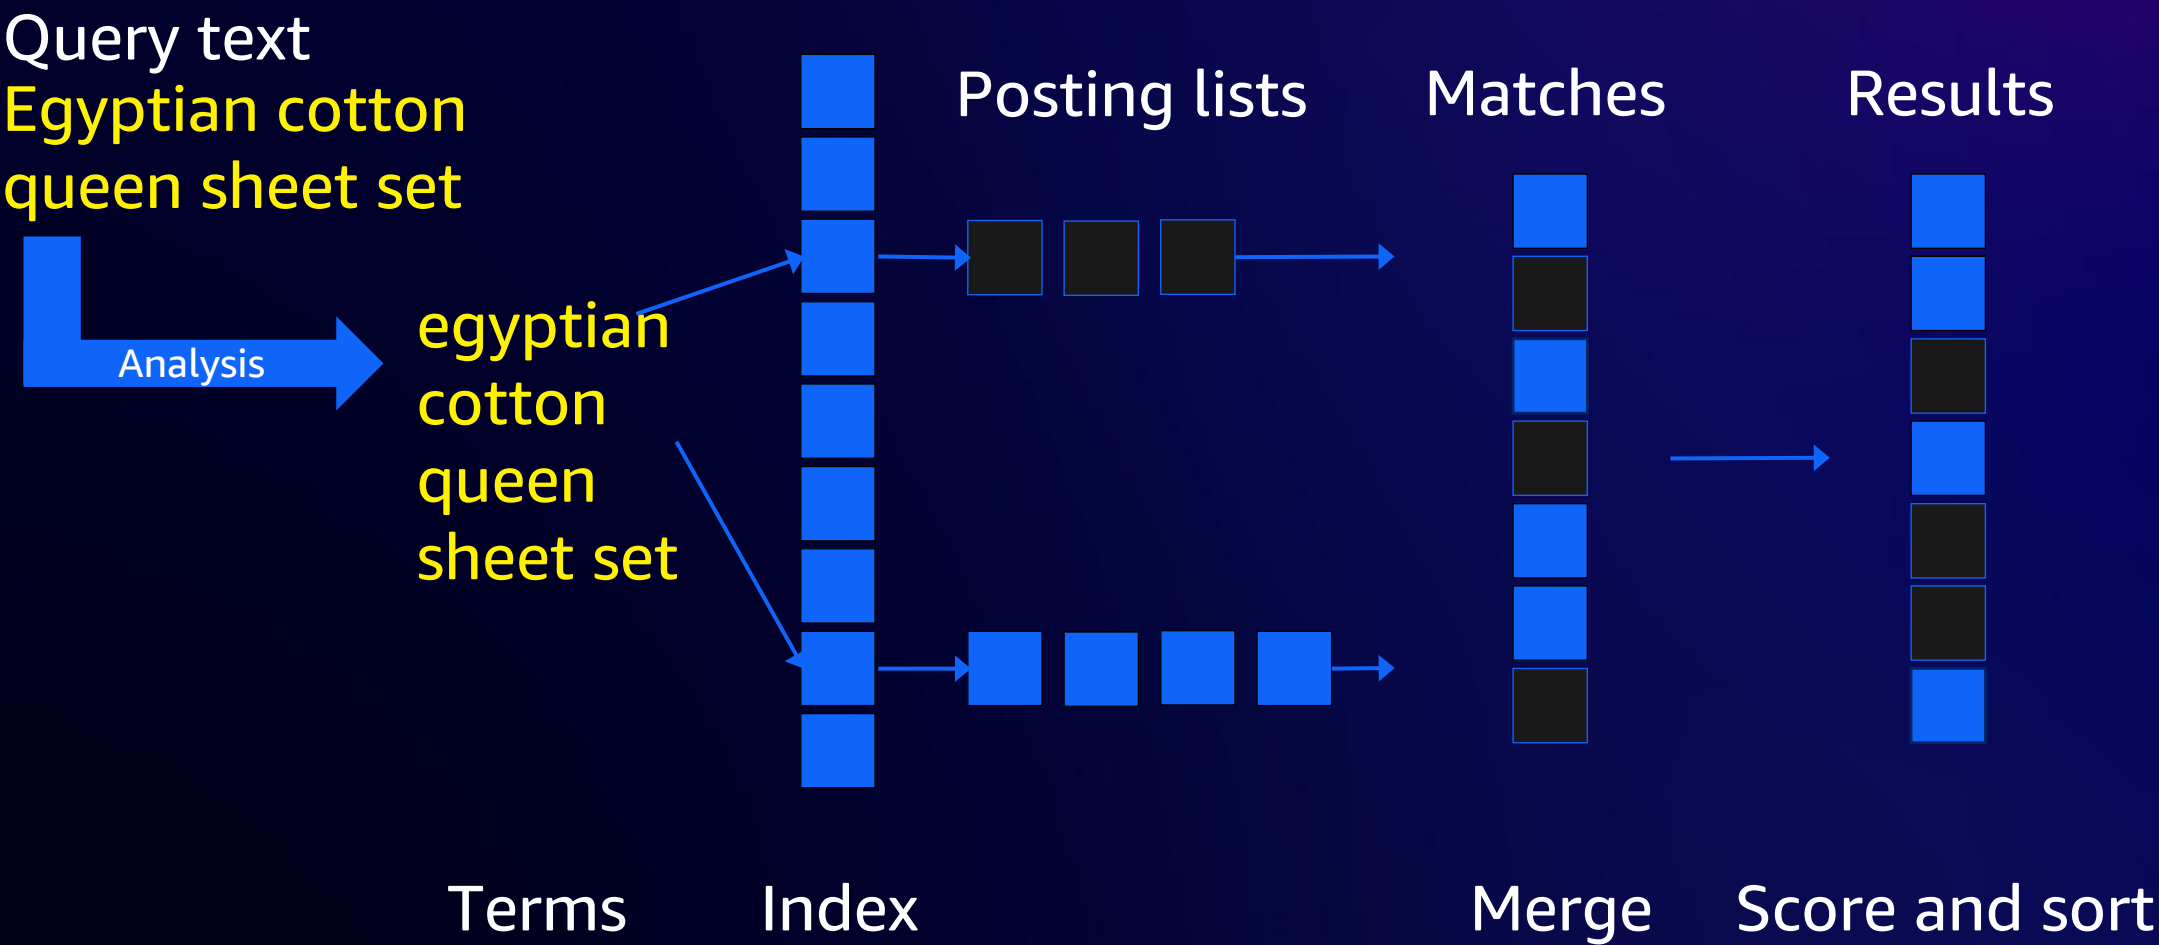 Query text
Egyptian cotton
queen sheet set
Analysis
egyptian
cotton
queen
sheet set
Posting lists
Matches
Results
Terms
Index
Merge
Score and sort